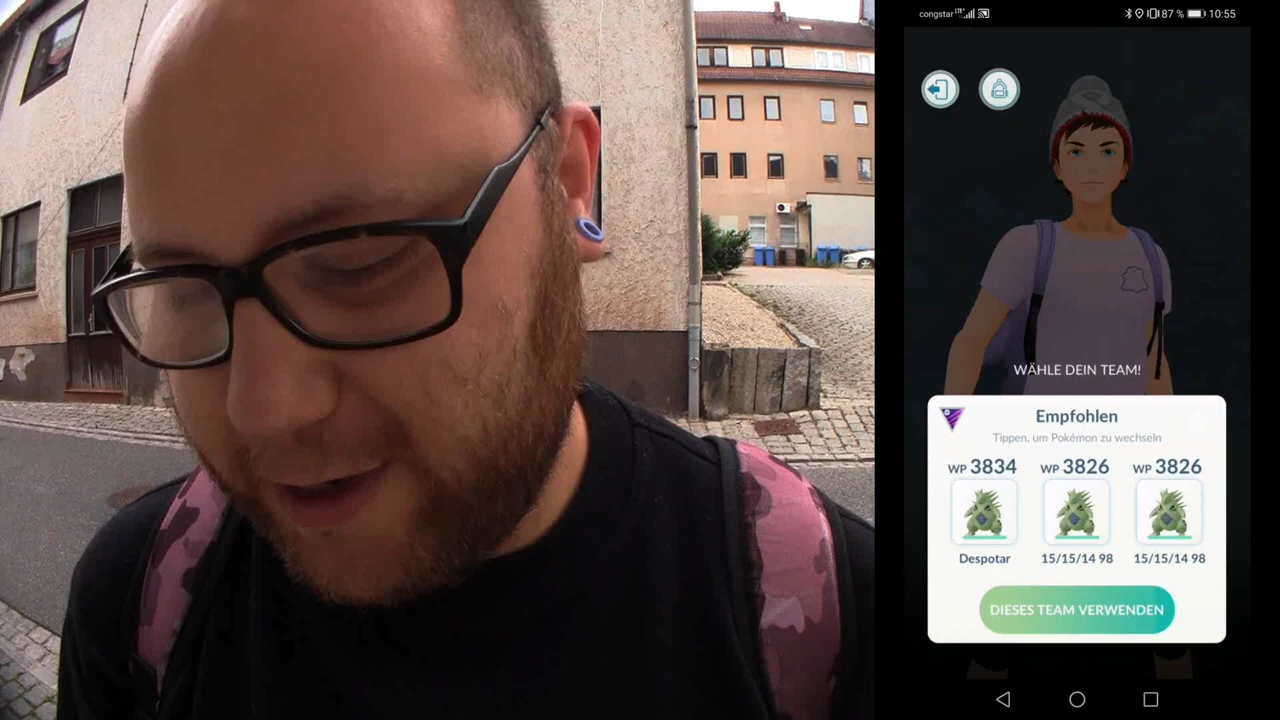 congstar LTE+ 87 % 10:55
WÄHLE DEIN TEAM!
Empfohlen
Tippen, um Pokémon zu wechseln
WP 3834 WP 3826 WP 3826
Despotar 15/15/14 98 15/15/14 98
DIESES TEAM VERWENDEN